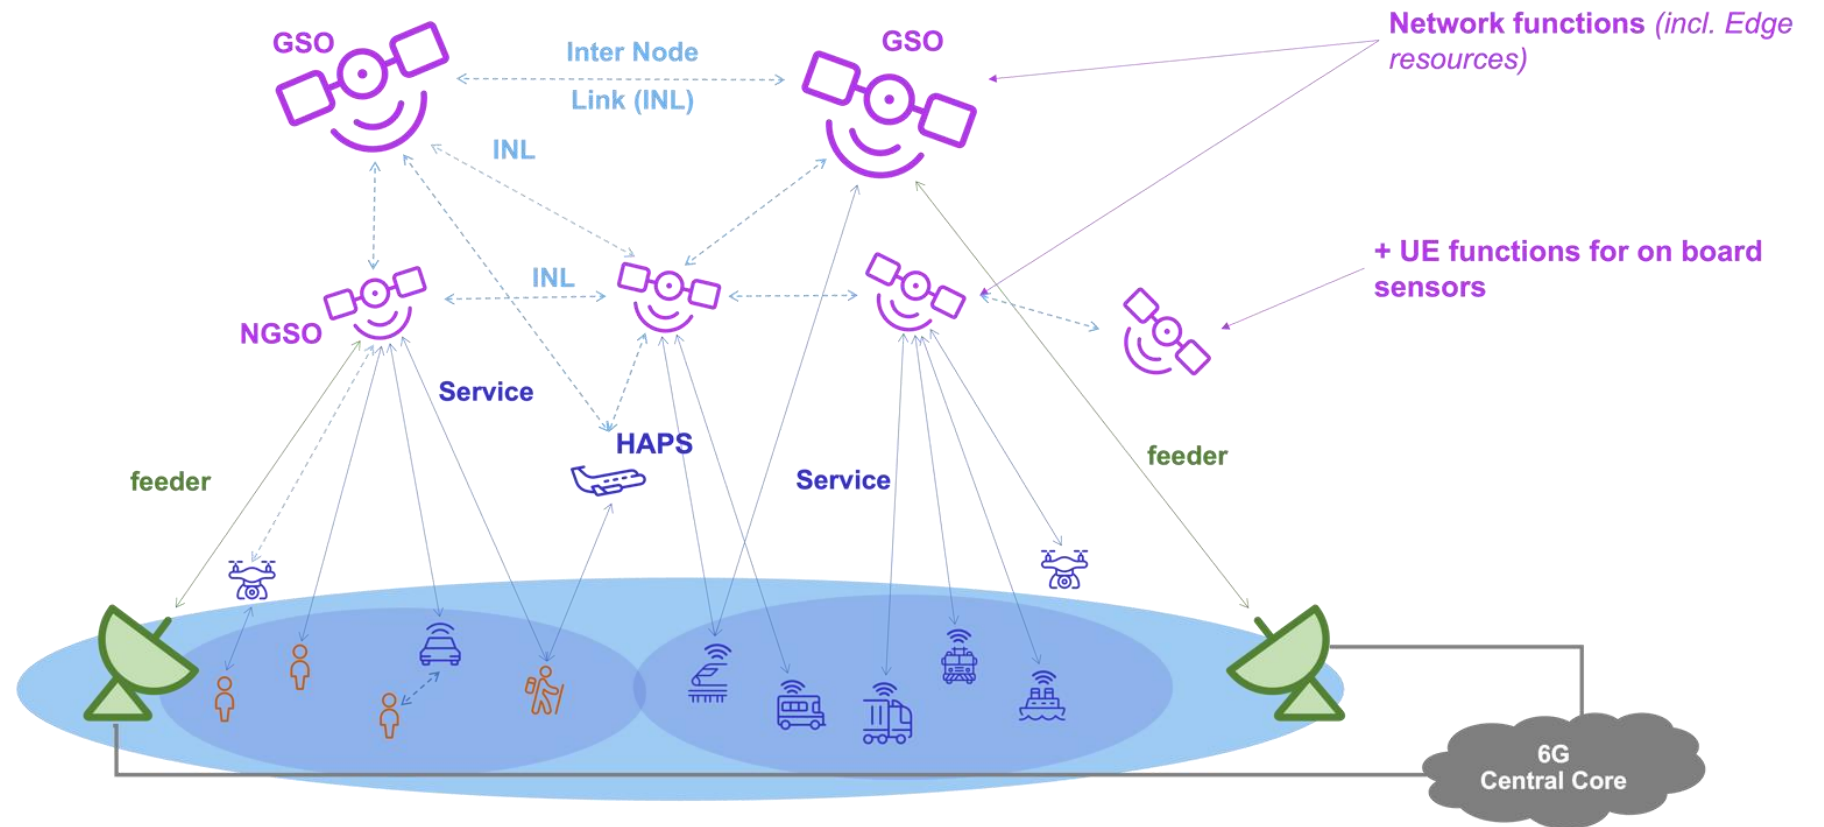 GSO
Inter Node
Link (INL)
GSO
Network functions (incl. Edge
resources)
INL
+ UE functions for on board
sensors
INL
NGSO
Service
HAPS
feeder
Service
feeder
6G
Central Core